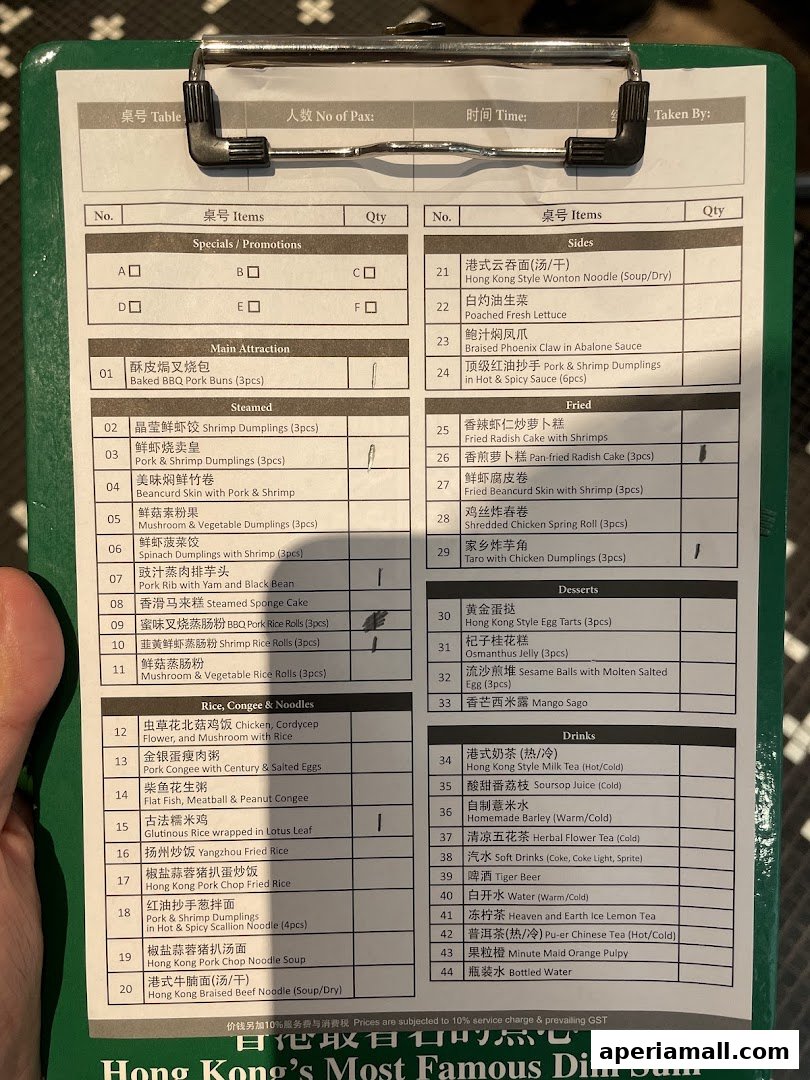 桌号 Table
人数 No of Pax:
时间 Time:
Taken By:
No. 桌号 Items Qty
Specials / Promotions
A B C
D E F
Main Attraction
01 酥皮焗叉烧包
Baked BBQ Pork Buns (3pcs)
Steamed
02 晶莹鲜虾饺 Shrimp Dumplings (3pcs)
03 鲜虾烧卖皇
Pork & Shrimp Dumplings (3pcs)
04 美味焖鲜竹卷
Beancurd Skin with Pork & Shrimp
05 鲜菇素粉果
Mushroom & Vegetable Dumplings (3pcs)
06 鲜虾菠菜饺
Spinach Dumplings with Shrimp (3pcs)
07 豉汁蒸肉排芋头
Pork Rib with Yam and Black Bean
08 香滑马来糕 Steamed Sponge Cake
09 蜜味叉烧蒸肠粉 BBQ Pork Rice Rolls (3pcs)
10 韮黃鲜虾蒸肠粉 Shrimp Rice Rolls (3pcs)
11 鲜菇蒸肠粉
Mushroom & Vegetable Rice Rolls (3pcs)
Rice, Congee & Noodles
12 虫草花北菇鸡饭 Chicken, Cordycep
Flower, and Mushroom with Rice
13 金银蛋瘦肉粥
Pork Congee with Century & Salted Eggs
14 柴鱼花生粥
Flat Fish, Meatball & Peanut Congee
15 古法糯米鸡
Glutinous Rice wrapped in Lotus Leaf
16 扬州炒饭 Yangzhou Fried Rice
17 椒盐蒜蓉猪扒蛋炒饭
Hong Kong Pork Chop Fried Rice
18 红油抄手葱拌面
Pork & Shrimp Dumplings
in Hot & Spicy Scallion Noodle (4pcs)
19 椒盐蒜蓉猪扒汤面
Hong Kong Pork Chop Noodle Soup
20 港式牛腩面(汤/干)
Hong Kong Braised Beef Noodle (Soup/Dry)
No. 桌号 Items Qty
Sides
21 港式云吞面(汤/干)
Hong Kong Style Wonton Noodle (Soup/Dry)
22 白灼油生菜
Poached Fresh Lettuce
23 鲍汁焖凤爪
Braised Phoenix Claw in Abalone Sauce
24 顶级红油抄手 Pork & Shrimp Dumplings
in Hot & Spicy Sauce (6pcs)
Fried
25 香辣虾仁炒萝卜糕
Fried Radish Cake with Shrimps
26 香煎萝卜糕 Pan-fried Radish Cake (3pcs)
27 鲜虾腐皮卷
Fried Beancurd Skin with Shrimp (3pcs)
28 鸡丝炸春卷
Shredded Chicken Spring Roll (3pcs)
29 家乡炸芋角
Taro with Chicken Dumplings (3pcs)
Desserts
30 黄金蛋挞
Hong Kong Style Egg Tarts (3pcs)
31 杞子桂花糕
Osmanthus Jelly (3pcs)
32 流沙煎堆 Sesame Balls with Molten Salted
Egg (3pcs)
33 香芒西米露 Mango Sago
Drinks
34 港式奶茶 (热/冷)
Hong Kong Style Milk Tea (Hot/Cold)
35 酸甜番荔枝 Soursop Juice (Cold)
36 自制薏米水
Homemade Barley (Warm/Cold)
37 清凉五花茶 Herbal Flower Tea (Cold)
38 汽水 Soft Drinks (Coke, Coke Light, Sprite)
39 啤酒 Tiger Beer
40 白开水 Water (Warm/Cold)
41 冻柠茶 Heaven and Earth Ice Lemon Tea
42 普洱茶(热/冷) Pu-er Chinese Tea (Hot/Cold)
43 果粒橙 Minute Maid Orange Pulpy
44 瓶装水 Bottled Water
价钱另加10%服务费与消费税 Prices are subjected to 10% service charge & prevailing GST
香港最著名的点心
Hong Kong's Most Famous Dim Sum
aperiamall.com